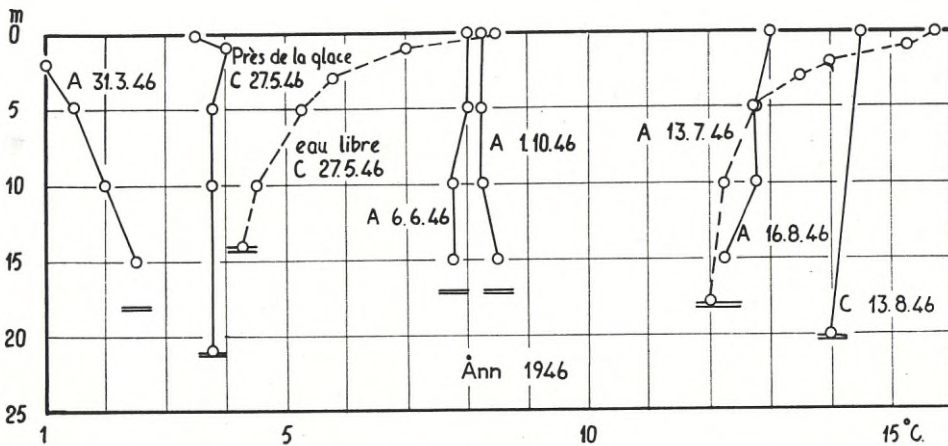 m
0
5
10
15
20
25
A 31.3.46
Près de la glace
C 27.5.46
eau libre
C 27.5.46
A 6.6.46
A 1.10.46
A 13.7.46
A 16.8.46
C 13.8.46
Ånn 1946
1
5
10
15 °C.